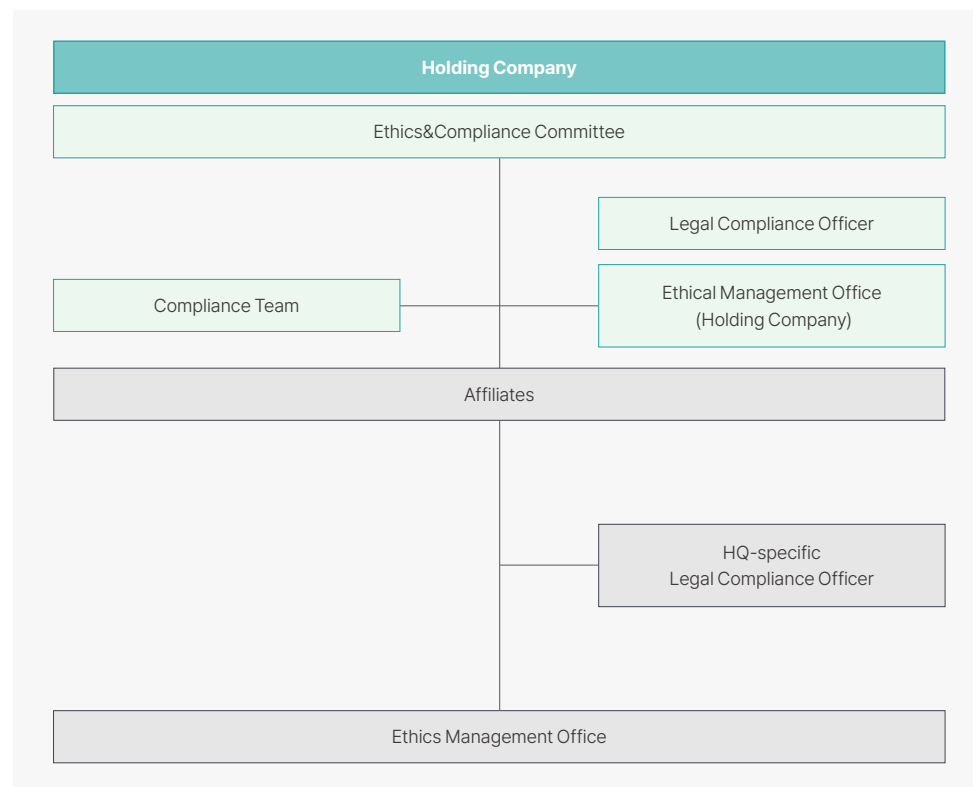 Holding Company
Ethics&Compliance Committee
Legal Compliance Officer
Compliance Team
Ethical Management Office
(Holding Company)
Affiliates
HQ-specific
Legal Compliance Officer
Ethics Management Office